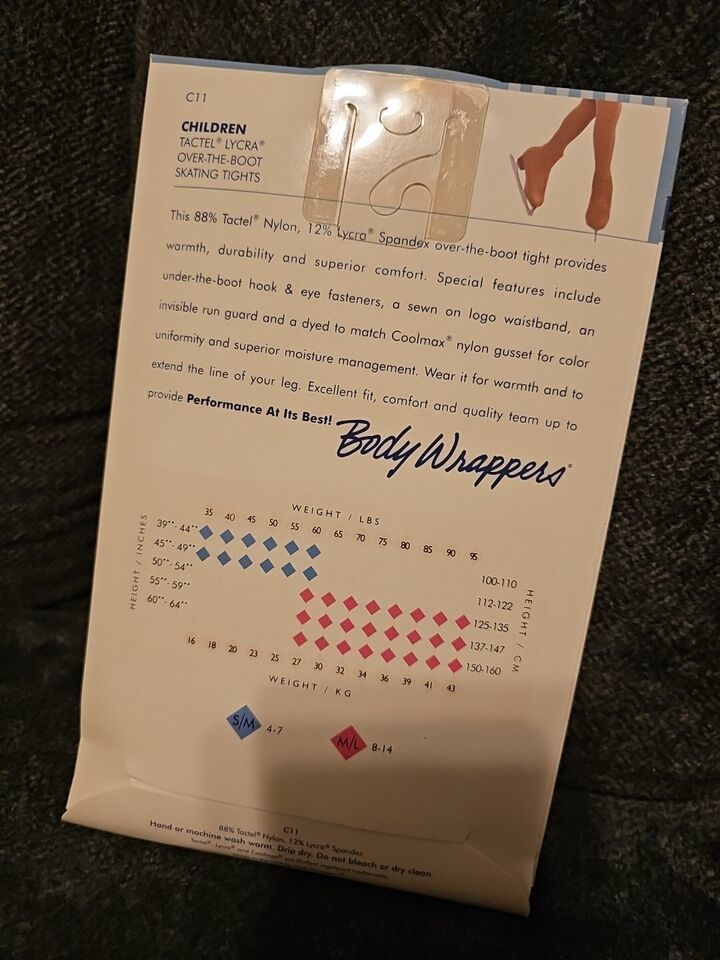 C11
CHILDREN
TACTEL® LYCRA®
OVER-THE-BOOT
SKATING TIGHTS
This 88% Tactel® Nylon, 12% Lycra® Spandex over-the-boot tight provides
warmth, durability and superior comfort. Special features include
under-the-boot hook & eye fasteners, a sewn on logo waistband, an
invisible run guard and a dyed to match Coolmax® nylon gusset for color
uniformity and superior moisture management. Wear it for warmth and to
extend the line of your leg. Excellent fit, comfort and quality team up to
provide Performance At Its Best!
Body Wrappers®
WEIGHT / LBS
35 40 45 50 55 60 65 70 75 80 85 90 95
HEIGHT / INCHES
39"- 44"
45"- 49"
50"- 54"
55"- 59"
60"- 64"
100-110
112-122
125-135
137-147
150-160
HEIGHT / CM
16 18 20 23 25 27 30 32 34 36 39 41 43
WEIGHT / KG
S/M 4-7
M/L 8-14
C11
88% Tactel® Nylon, 12% Lycra® Spandex
Hand or machine wash warm. Drip dry. Do not bleach or dry clean.
Tactel®, Lycra® and Coolmax® are DuPont registered trademarks.